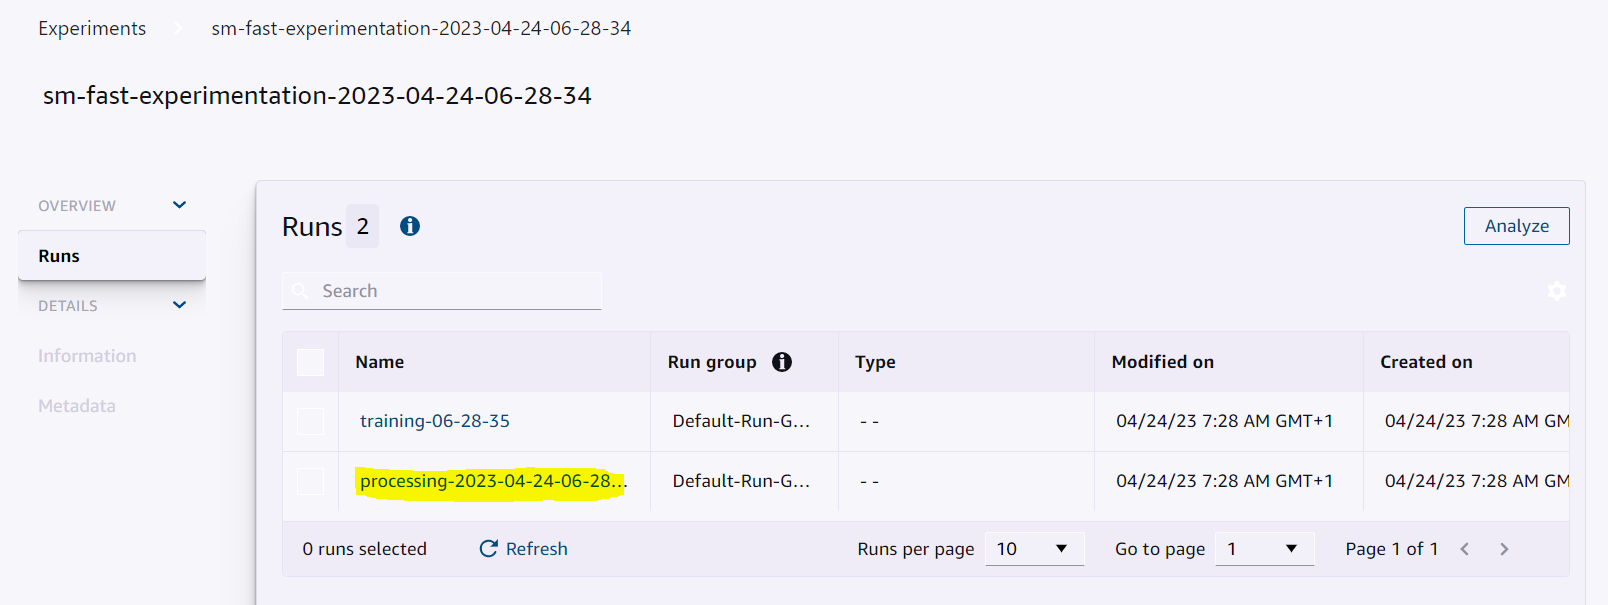 Experiments sm-fast-experimentation-2023-04-24-06-28-34
sm-fast-experimentation-2023-04-24-06-28-34
OVERVIEW
Runs
DETAILS
Information
Metadata
Runs 2 i
Analyze
Search
Name Run group i Type Modified on Created on
training-06-28-35 Default-Run-G... - - 04/24/23 7:28 AM GMT+1 04/24/23 7:28 AM GM
processing-2023-04-24-06-28... Default-Run-G... - - 04/24/23 7:28 AM GMT+1 04/24/23 7:28 AM GM
0 runs selected Refresh Runs per page 10 Go to page 1 Page 1 of 1